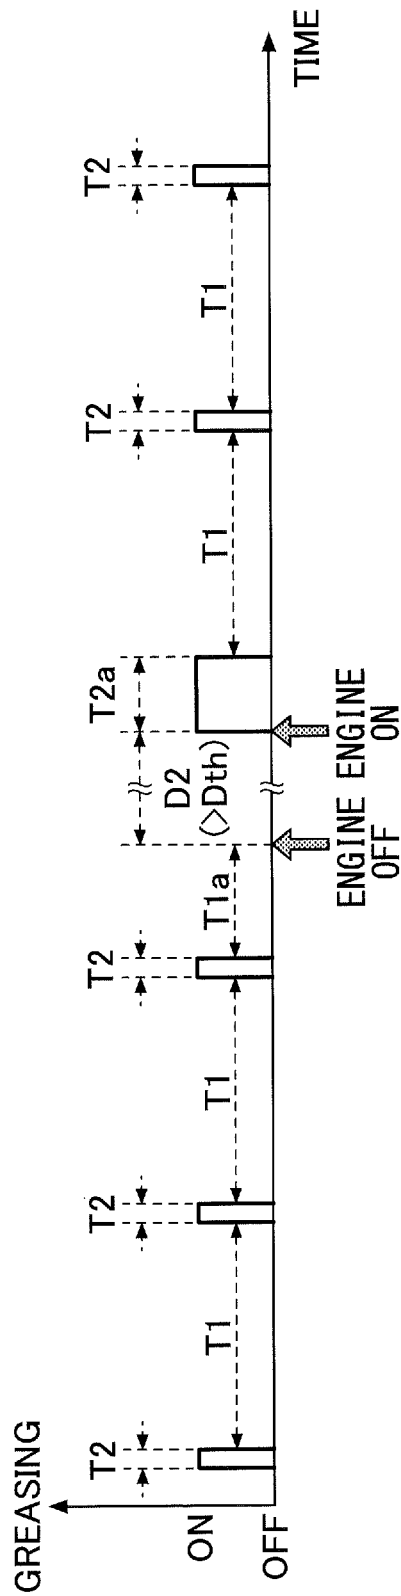 GREASING
ON
OFF
T2
T1
T2
T1
T2
T1a
D2
(>Dth)
T2a
T1
T2
T1
T2
ENGINE
OFF
ENGINE
ON
TIME